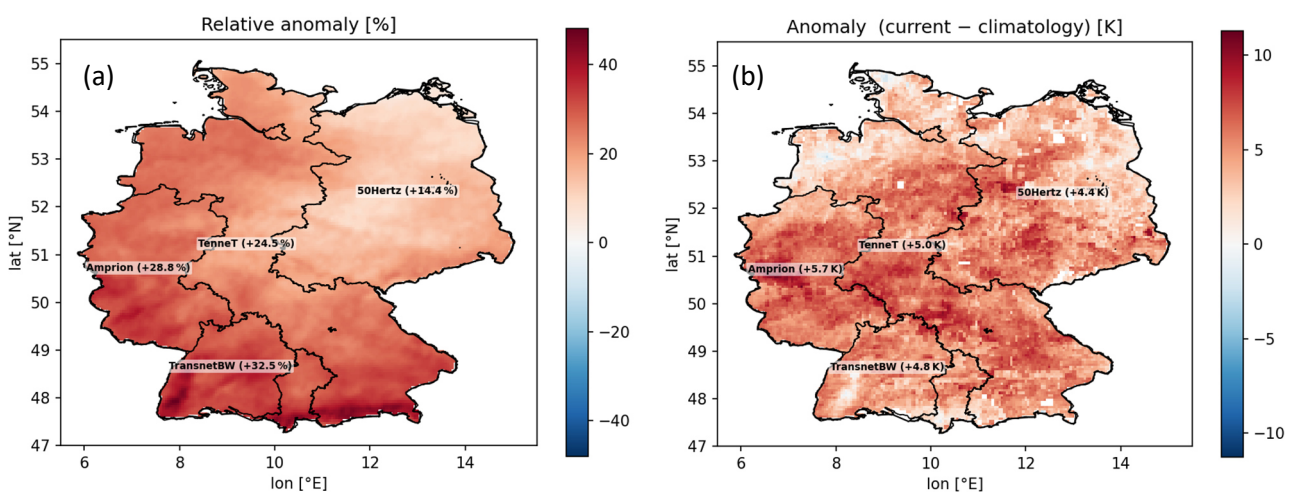 Relative anomaly [%]
(a)
55
54
53
52
51
50
49
48
47
lat [°N]
6
8
10
12
14
lon [°E]
50Hertz (+14.4 %)
TenneT (+24.5 %)
Amprion (+28.8 %)
TransnetBW (+32.5 %)
40
20
0
−20
−40
Anomaly (current − climatology) [K]
(b)
55
54
53
52
51
50
49
48
47
lat [°N]
6
8
10
12
14
lon [°E]
50Hertz (+4.4 K)
TenneT (+5.0 K)
Amprion (+5.7 K)
TransnetBW (+4.8 K)
10
5
0
−5
−10